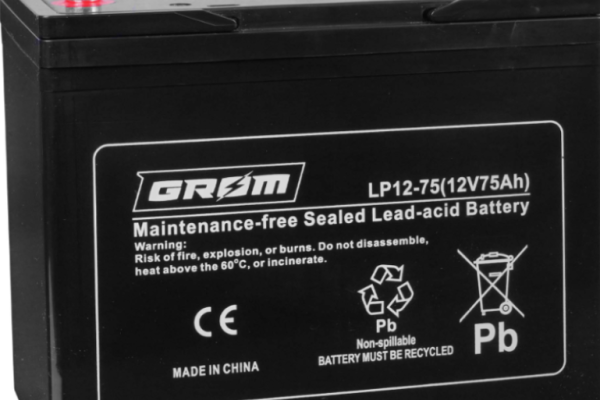 GRØM
LP12-75(12V75Ah)
Maintenance-free Sealed Lead-acid Battery
Warning:
Risk of fire, explosion, or burns. Do not disassemble,
heat above the 60°C, or incinerate.
CE
Pb
Non-spillable
BATTERY MUST BE RECYCLED
Pb
MADE IN CHINA